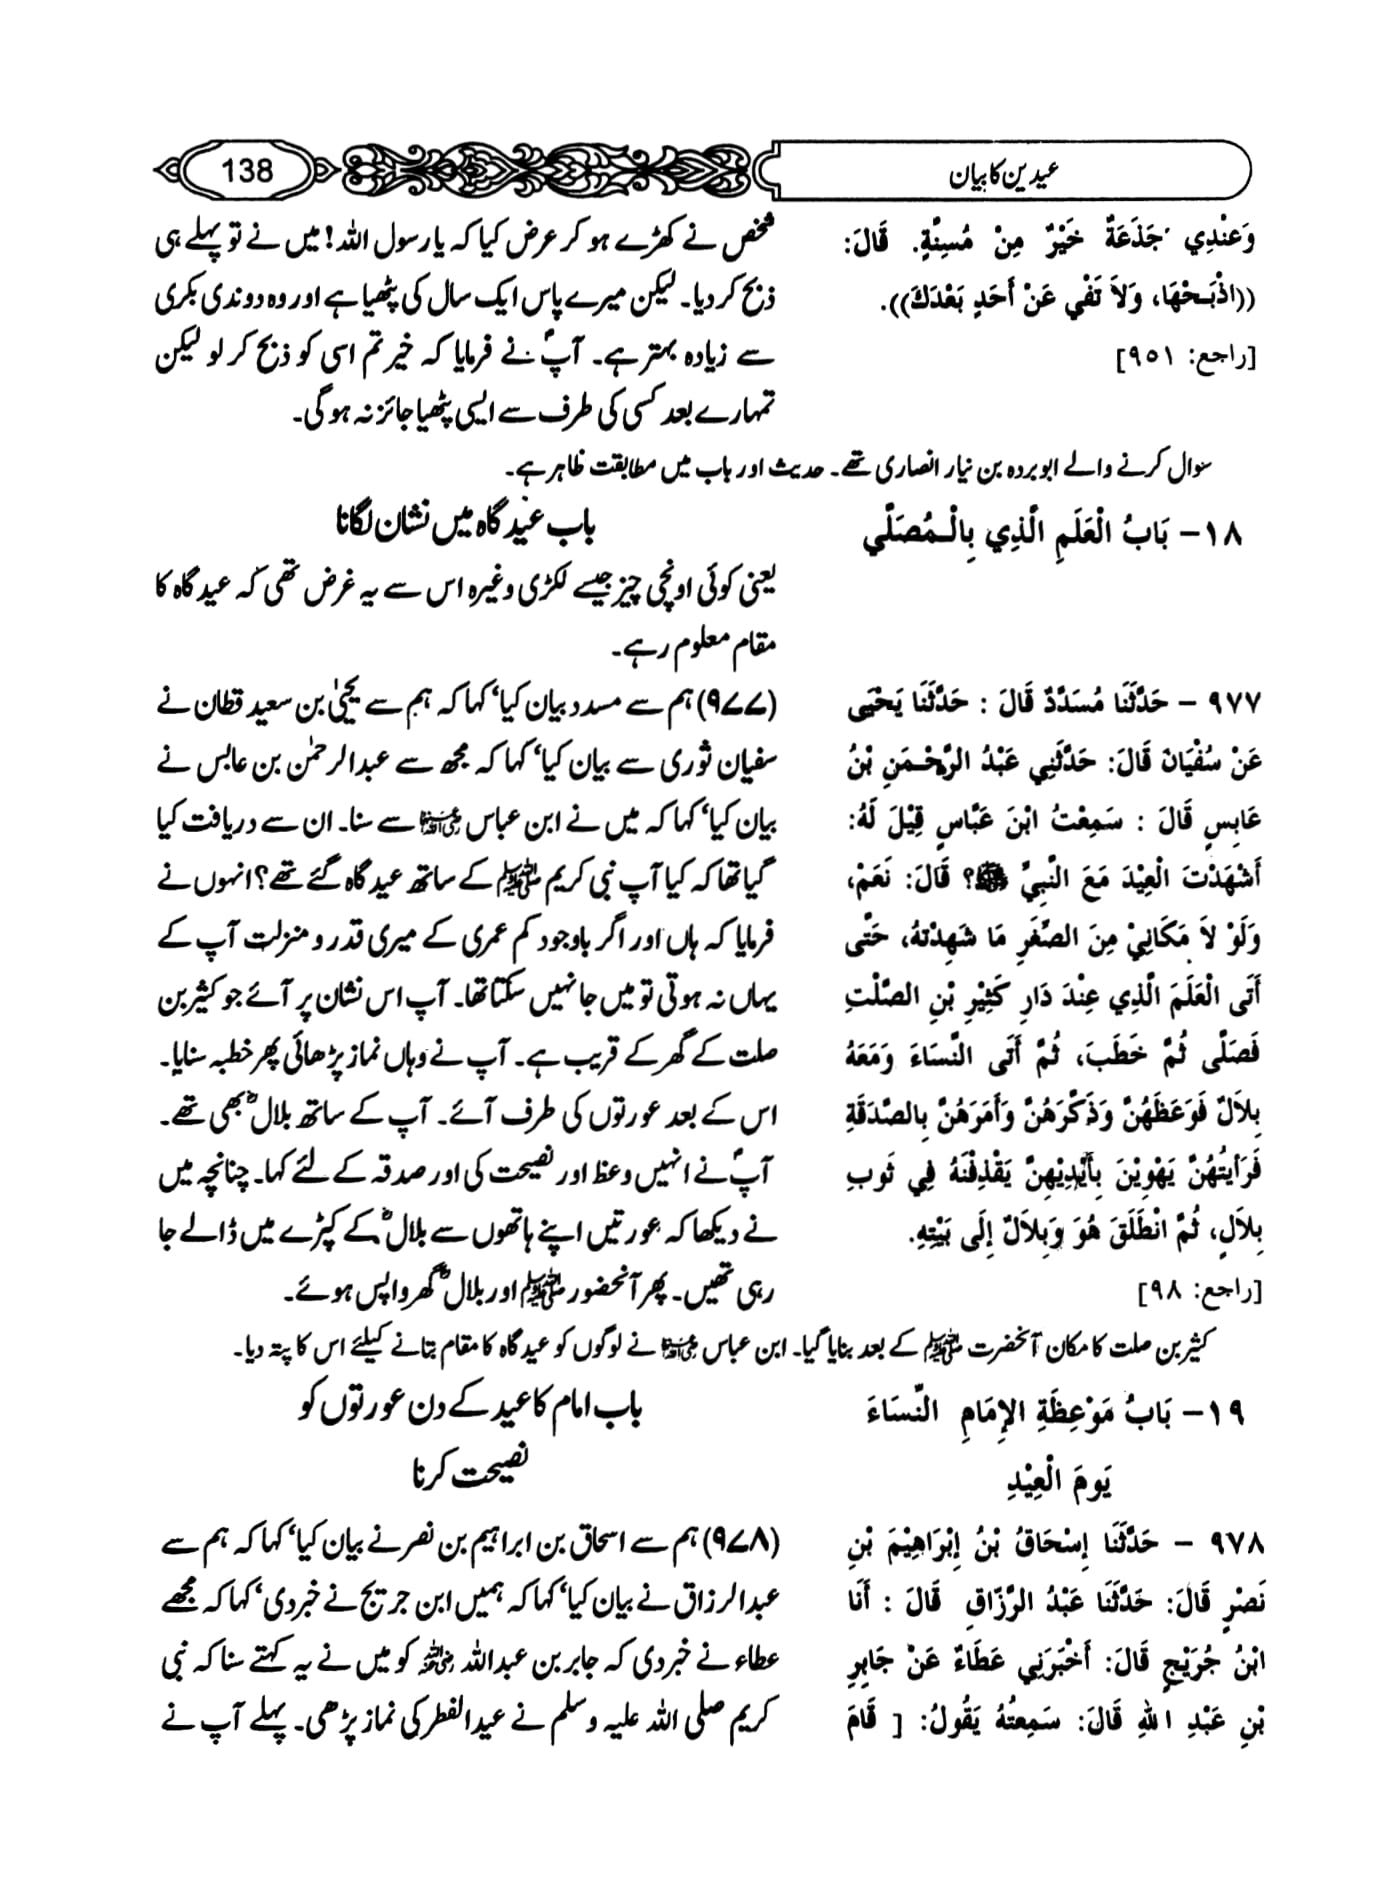 عیدین کا بیان
138
وَعِنْدِي جَذَعَةٌ خَيْرٌ مِنْ مُسِنَّةٍ. قَالَ:
((اذْبَحْهَا، وَلاَ تَفْي عَنْ أَحَدٍ بَعْدَكَ)).
[راجع: ٩٥١]
شخص نے کھڑے ہو کر عرض کیا کہ یا رسول اللہ! میں نے تو پہلے ہی
ذبح کر دیا۔ لیکن میرے پاس ایک سال کی پٹھیا ہے اور وہ دوندی بکری
سے زیادہ بہتر ہے۔ آپؐ نے فرمایا کہ خیر تم اسی کو ذبح کر لو لیکن
تمہارے بعد کسی کی طرف سے ایسی پٹھیا جائز نہ ہوگی۔
سوال کرنے والے ابوبردہ بن نیار انصاری تھے۔ حدیث اور باب میں مطابقت ظاہر ہے۔
١٨- بَابُ الْعَلَمِ الَّذِي بِالْـمُصَلَّي
باب عیدگاہ میں نشان لگانا
یعنی کوئی اونچی چیز جیسے لکڑی وغیرہ اس سے یہ غرض تھی کہ عیدگاہ کا
مقام معلوم رہے۔
٩٧٧ - حَدَّثَنَا مُسَدَّدٌ قَالَ : حَدَّثَنَا يَحْيَى
عَنْ سُفْيَانَ قَالَ: حَدَّثَنِي عَبْدُ الرَّحْـمَنِ بْنُ
عَابِسٍ قَالَ : سَمِعْتُ ابْنَ عَبَّاسٍ قِيْلَ لَهُ:
أَشَهِدْتَ الْعِيْدَ مَعَ النَّبِيِّ ﷺ؟ قَالَ: نَعَمْ،
وَلَوْ لاَ مَكَانِيْ مِنَ الصِّغَرِ مَا شَهِدْتهُ، حَتَّى
أَتَى الْعَلَمَ الَّذِي عِنْدَ دَارِ كَثِيْرِ بْنِ الصَّلْتِ
فَصَلَّى ثُمَّ خَطَبَ، ثُمَّ أَتَى النِّسَاءَ وَمَعَهُ
بِلاَلٌ فَوَعَظَهُنَّ وَذَكَّرَهُنَّ وَأَمَرَهُنَّ بِالصَّدَقَةِ
فَرَأَيْتُهُنَّ يَهْوِيْنَ بِأَيْدِيْهِنَّ يَقْذِفْنَهُ فِي ثَوبِ
بِلاَلٍ، ثُمَّ انْطَلَقَ هُوَ وَبِلاَلٌ إِلَى بَيْتِهِ.
[راجع: ٩٨]
(۹۷۷) ہم سے مسدد بیان کیا‘ کہا کہ ہم سے یحییٰ بن سعید قطان نے
سفیان ثوری سے بیان کیا‘ کہا کہ مجھ سے عبدالرحمٰن بن عابس نے
بیان کیا‘ کہا کہ میں نے ابن عباس رضی اللہ عنہما سے سنا۔ ان سے دریافت کیا
گیا تھا کہ کیا آپ نبی کریم ﷺ کے ساتھ عیدگاہ گئے تھے؟ انہوں نے
فرمایا کہ ہاں اور اگر باوجود کم عمری کے میری قدر و منزلت آپ کے
یہاں نہ ہوتی تو میں جا نہیں سکتا تھا۔ آپ اس نشان پر آئے جو کثیر بن
صلت کے گھر کے قریب ہے۔ آپ نے وہاں نماز پڑھائی پھر خطبہ سنایا۔
اس کے بعد عورتوں کی طرف آئے۔ آپ کے ساتھ بلالؓ بھی تھے۔
آپؐ نے انہیں وعظ اور نصیحت کی اور صدقہ کے لئے کہا۔ چنانچہ میں
نے دیکھا کہ عورتیں اپنے ہاتھوں سے بلالؓ کے کپڑے میں ڈالے جا
رہی تھیں۔ پھر آنحضور ﷺ اور بلالؓ گھر واپس ہوئے۔
کثیر بن صلت کا مکان آنحضرت ﷺ کے بعد بنایا گیا۔ ابن عباس رضی اللہ عنہما نے لوگوں کو عیدگاہ کا مقام بتانے کیلئے اس کا پتہ دیا۔
١٩- بَابُ مَوْعِظَةِ الإِمَامِ النِّسَاءَ
يَومَ الْعِيْدِ
باب امام کا عید کے دن عورتوں کو
نصیحت کرنا
٩٧٨ - حَدَّثَنَا إِسْحَاقُ بْنُ إِبْرَاهِيْمَ بْنِ
نَصْرٍ قَالَ: حَدَّثَنَا عَبْدُ الرَّزَّاقِ قَالَ : أَنَا
ابْنُ جُرَيْجٍ قَالَ: أَخْبَرَنِي عَطَاءٌ عَنْ جَابِرِ
بْنِ عَبْدِ اللهِ قَالَ: سَمِعتُهُ يَقُولُ: [ قَامَ
(۹۷۸) ہم سے اسحاق بن ابراہیم بن نصر نے بیان کیا‘ کہا کہ ہم سے
عبدالرزاق نے بیان کیا‘ کہا کہ ہمیں ابن جریج نے خبر دی‘ کہا کہ مجھے
عطاء نے خبر دی کہ جابر بن عبداللہ رضی اللہ عنہ کو میں نے یہ کہتے سنا کہ نبی
کریم صلی اللہ علیہ وسلم نے عیدالفطر کی نماز پڑھی۔ پہلے آپ نے